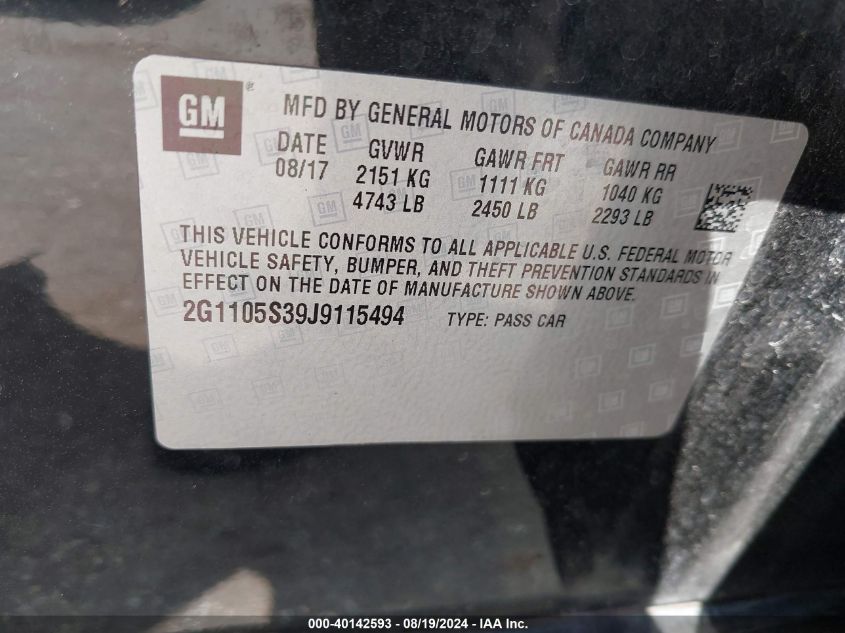 GM
MFD BY GENERAL MOTORS OF CANADA COMPANY
DATE GVWR GAWR FRT GAWR RR
08/17 2151 KG 1111 KG 1040 KG
4743 LB 2450 LB 2293 LB
THIS VEHICLE CONFORMS TO ALL APPLICABLE U.S. FEDERAL MOTOR
VEHICLE SAFETY, BUMPER, AND THEFT PREVENTION STANDARDS IN
EFFECT ON THE DATE OF MANUFACTURE SHOWN ABOVE.
2G1105S39J9115494 TYPE: PASS CAR
000-40142593 - 08/19/2024 - IAA Inc.